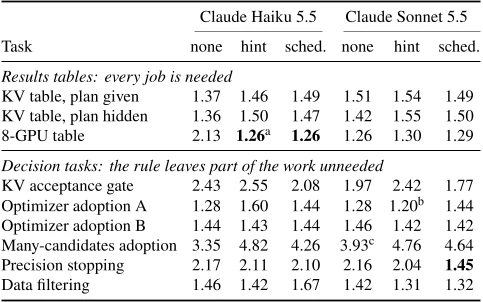 Claude Haiku 5.5 Claude Sonnet 5.5
Task none hint sched. none hint sched.
Results tables: every job is needed
KV table, plan given 1.37 1.46 1.49 1.51 1.54 1.49
KV table, plan hidden 1.36 1.50 1.47 1.42 1.55 1.50
8-GPU table 2.13 1.26a 1.26 1.26 1.30 1.29
Decision tasks: the rule leaves part of the work unneeded
KV acceptance gate 2.43 2.55 2.08 1.97 2.42 1.77
Optimizer adoption A 1.28 1.60 1.44 1.28 1.20b 1.44
Optimizer adoption B 1.44 1.43 1.44 1.46 1.42 1.42
Many-candidates adoption 3.35 4.82 4.26 3.93c 4.76 4.64
Precision stopping 2.17 2.11 2.10 2.16 2.04 1.45
Data filtering 1.46 1.42 1.67 1.42 1.31 1.32